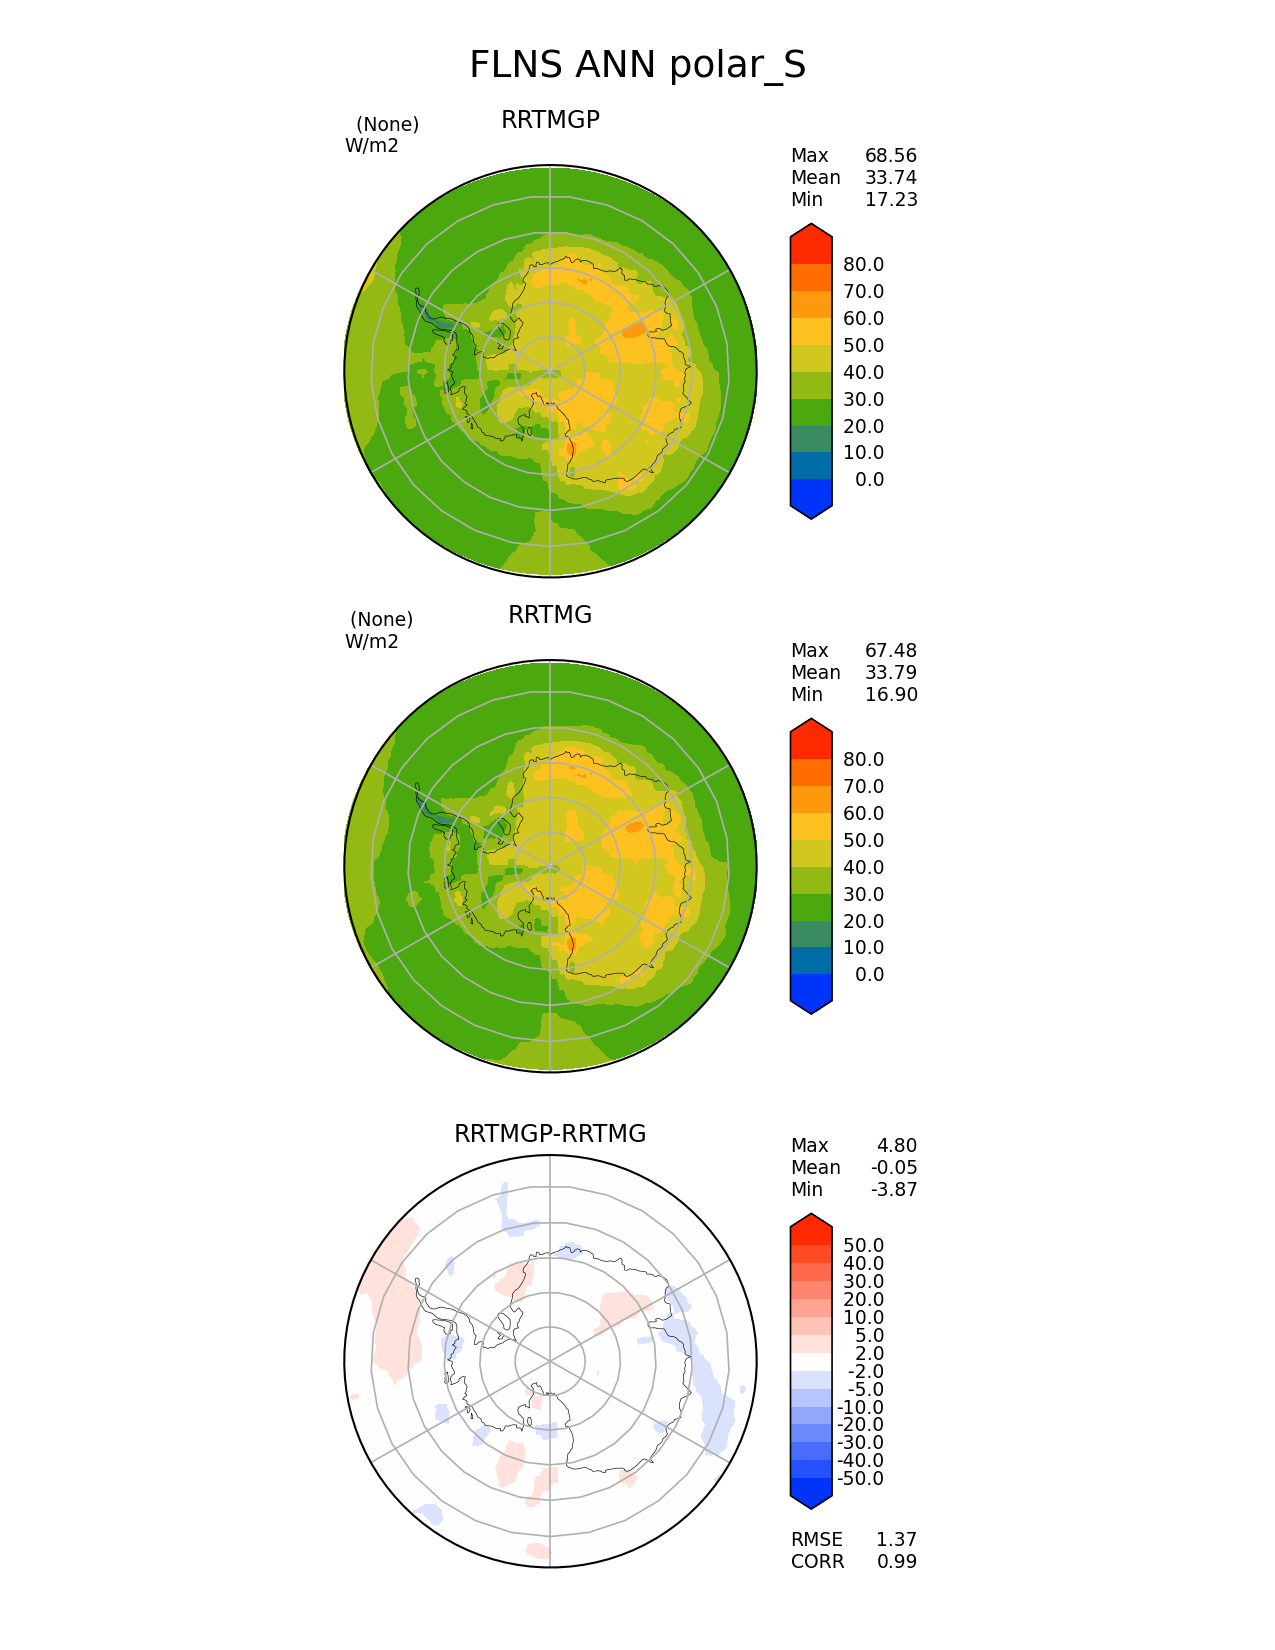 FLNS ANN polar_S
(None)
RRTMGP
W/m2
Max 68.56
Mean 33.74
Min 17.23
80.0
70.0
60.0
50.0
40.0
30.0
20.0
10.0
0.0
(None)
RRTMG
W/m2
Max 67.48
Mean 33.79
Min 16.90
80.0
70.0
60.0
50.0
40.0
30.0
20.0
10.0
0.0
RRTMGP-RRTMG
Max 4.80
Mean -0.05
Min -3.87
50.0
40.0
30.0
20.0
10.0
5.0
2.0
-2.0
-5.0
-10.0
-20.0
-30.0
-40.0
-50.0
RMSE 1.37
CORR 0.99